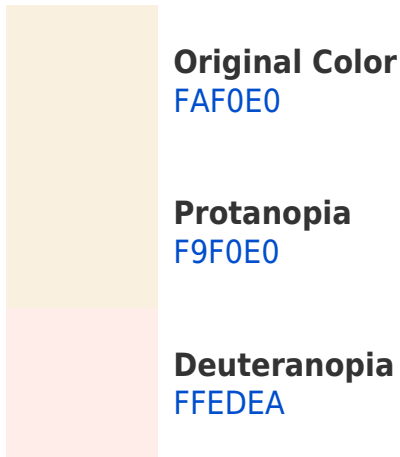 Original Color
FAF0E0
Protanopia
F9F0E0
Deuteranopia
FFEDEA